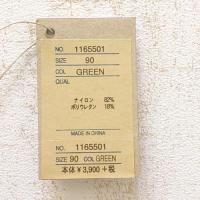 NO. 1165501
SIZE 90
COL GREEN
QUAL
ナイロン 82%
ポリウレタン 18%
MADE IN CHINA
NO. 1165501
SIZE 90 COL GREEN
本体 ¥3,900 +税